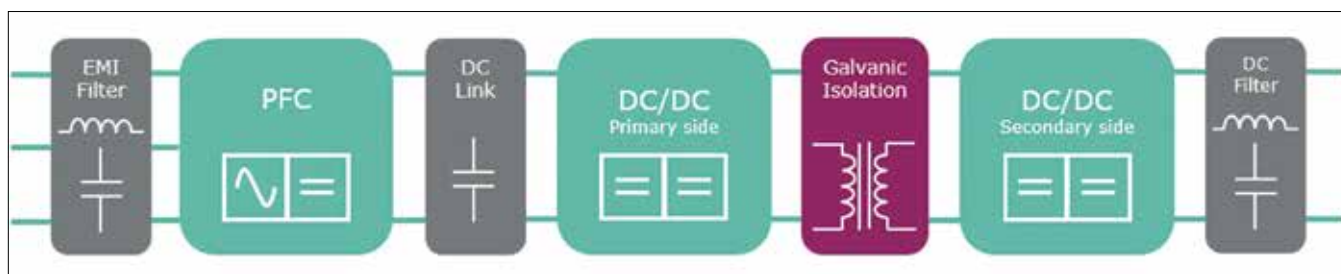 EMI
Filter
PFC
DC
Link
DC/DC
Primary side
Galvanic
Isolation
DC/DC
Secondary side
DC
Filter